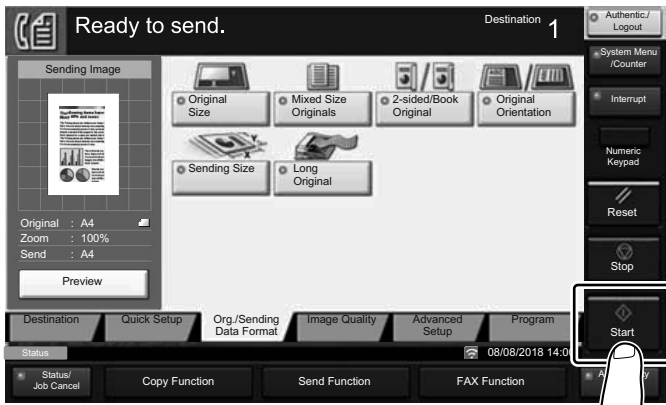 Ready to send.
Destination 1
Authentic./
Logout
System Menu
/Counter
Interrupt
Numeric
Keypad
Reset
Stop
Start
Sending Image
Original : A4
Zoom : 100%
Send : A4
Preview
Original
Size
Mixed Size
Originals
2-sided/Book
Original
Original
Orientation
Sending Size
Long
Original
Destination
Quick Setup
Org./Sending
Data Format
Image Quality
Advanced
Setup
Program
Status
08/08/2018
Status/
Job Cancel
Copy Function
Send Function
FAX Function